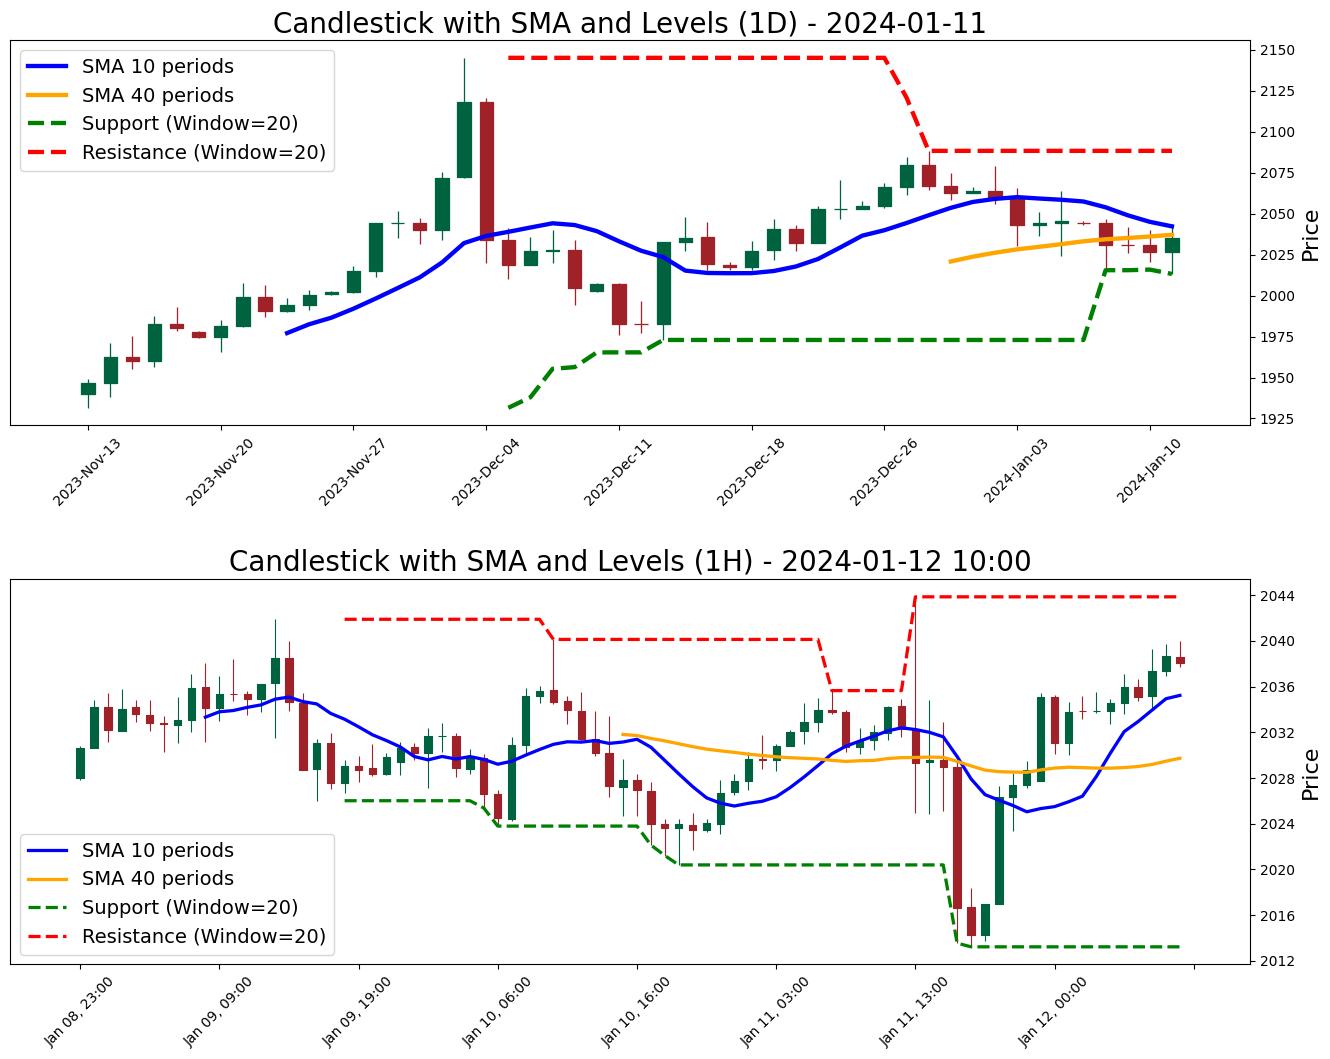 Candlestick with SMA and Levels (1D) - 2024-01-11
SMA 10 periods
SMA 40 periods
Support (Window=20)
Resistance (Window=20)
2150
2125
2100
2075
2050
2025
2000
1975
1950
1925
Price
2023-Nov-13
2023-Nov-20
2023-Nov-27
2023-Dec-04
2023-Dec-11
2023-Dec-18
2023-Dec-26
2024-Jan-03
2024-Jan-10
Candlestick with SMA and Levels (1H) - 2024-01-12 10:00
2044
2040
2036
2032
2028
2024
2020
2016
2012
Price
SMA 10 periods
SMA 40 periods
Support (Window=20)
Resistance (Window=20)
Jan 08, 23:00
Jan 09, 09:00
Jan 09, 19:00
Jan 10, 06:00
Jan 10, 16:00
Jan 11, 03:00
Jan 11, 13:00
Jan 12, 00:00